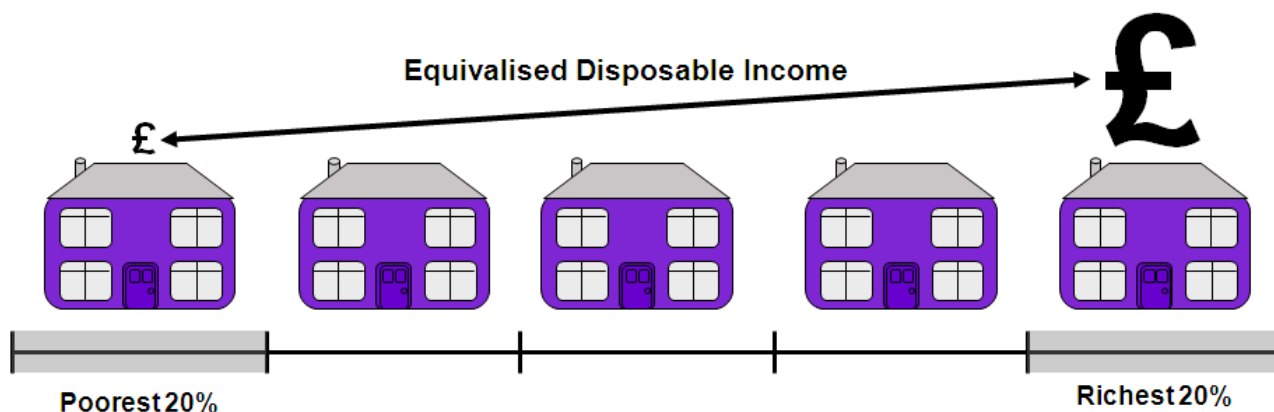 £
Equivalised Disposable Income
£
Poorest 20%
Richest 20%